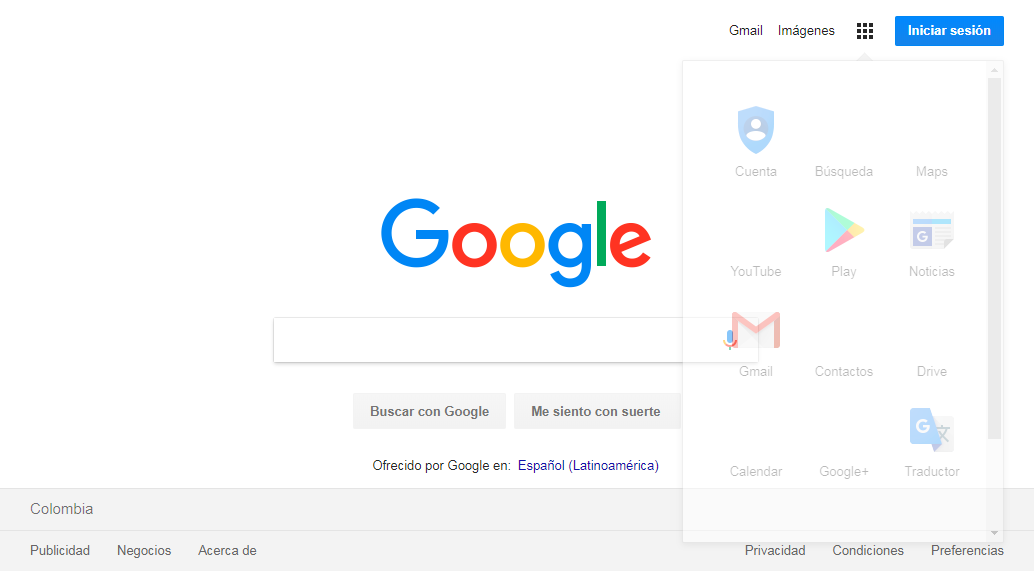 Gmail Imágenes Iniciar sesión
Cuenta Búsqueda Maps
Google
YouTube Play Noticias
Gmail Contactos Drive
Buscar con Google Me siento con suerte
Ofrecido por Google en: Español (Latinoamérica)
Calendar Google+ Traductor
Colombia
Publicidad Negocios Acerca de Privacidad Condiciones Preferencias